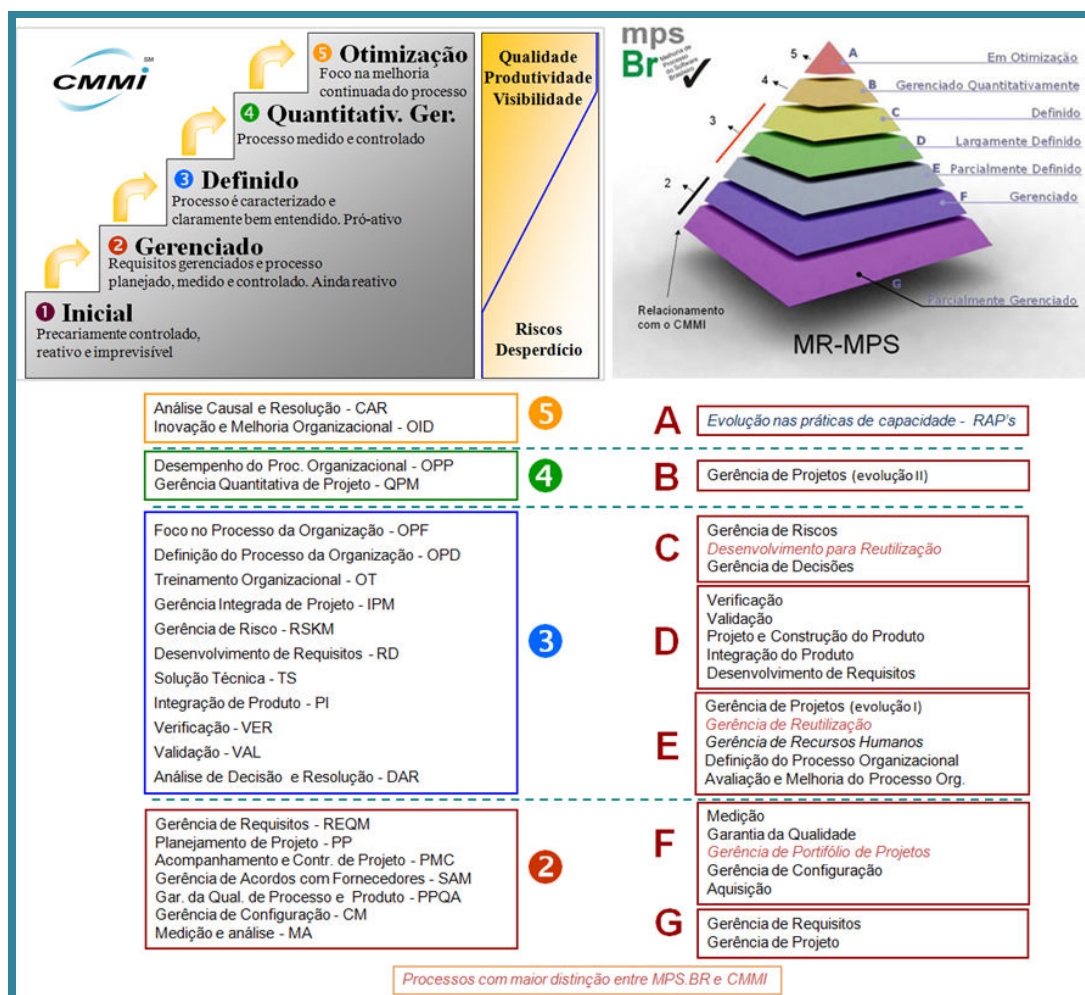 CMMI SM
5 Otimização
Foco na melhoria
continuada do processo
4 Quantitativ. Ger.
Processo medido e controlado
3 Definido
Processo é caracterizado e
claramente bem entendido. Pró-ativo
2 Gerenciado
Requisitos gerenciados e processo
planejado, medido e controlado. Ainda reativo
1 Inicial
Precariamente controlado,
reativo e imprevisível
Qualidade
Produtividade
Visibilidade
Riscos
Desperdício
mps
Br
Melhoria de
Processo
do Software
Brasileiro
5 A Em Otimização
4 B Gerenciado Quantitativamente
3 C Definido
D Largamente Definido
E Parcialmente Definido
2 F Gerenciado
G Parcialmente Gerenciado
Relacionamento
com o CMMI
MR-MPS
Análise Causal e Resolução - CAR
Inovação e Melhoria Organizacional - OID
5
A
Evolução nas práticas de capacidade - RAP's
Desempenho do Proc. Organizacional - OPP
Gerência Quantitativa de Projeto - QPM
4
B
Gerência de Projetos (evolução II)
Foco no Processo da Organização - OPF
Definição do Processo da Organização - OPD
Treinamento Organizacional - OT
Gerência Integrada de Projeto - IPM
Gerência de Risco - RSKM
Desenvolvimento de Requisitos - RD
Solução Técnica - TS
Integração de Produto - PI
Verificação - VER
Validação - VAL
Análise de Decisão e Resolução - DAR
3
C
Gerência de Riscos
Desenvolvimento para Reutilização
Gerência de Decisões
D
Verificação
Validação
Projeto e Construção do Produto
Integração do Produto
Desenvolvimento de Requisitos
E
Gerência de Projetos (evolução I)
Gerência de Reutilização
Gerência de Recursos Humanos
Definição do Processo Organizacional
Avaliação e Melhoria do Processo Org.
Gerência de Requisitos - REQM
Planejamento de Projeto - PP
Acompanhamento e Contr. de Projeto - PMC
Gerência de Acordos com Fornecedores - SAM
Gar. da Qual. de Processo e Produto - PPQA
Gerência de Configuração - CM
Medição e análise - MA
2
F
Medição
Garantia da Qualidade
Gerência de Portifólio de Projetos
Gerência de Configuração
Aquisição
G
Gerência de Requisitos
Gerência de Projeto
Processos com maior distinção entre MPS.BR e CMMI